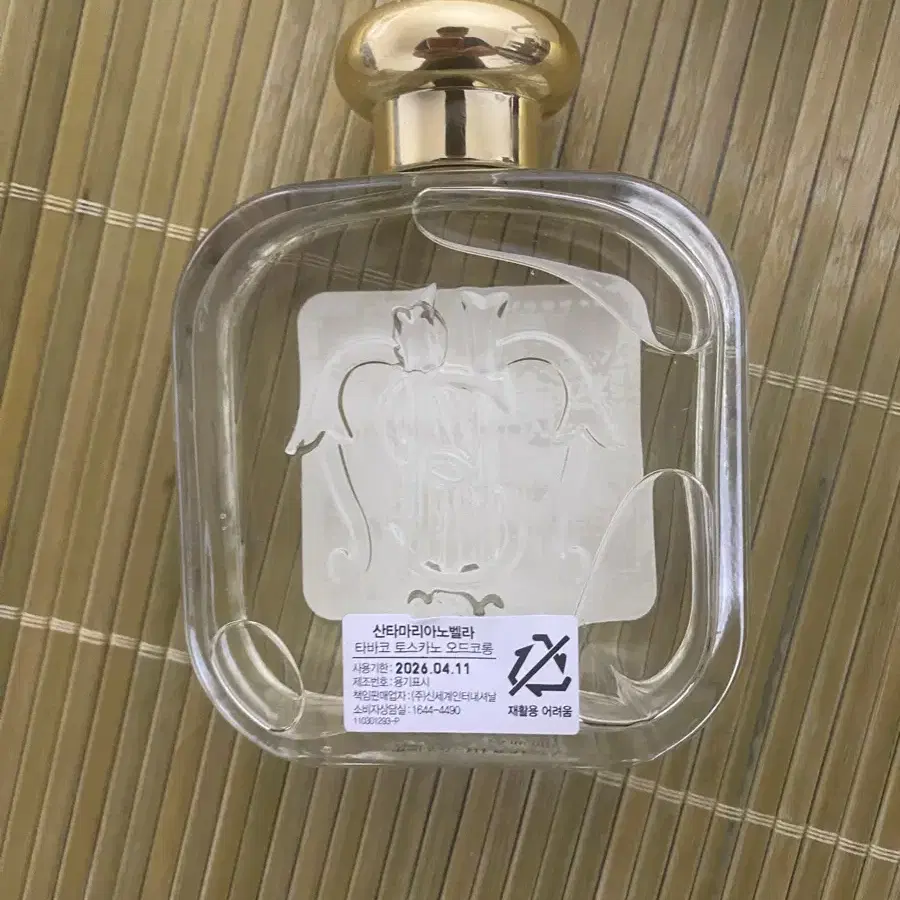 산타마리아노벨라
타바코 토스카노 오드코롱
사용기한: 2026.04.11
제조번호: 용기표시
책임판매업자: (주)신세계인터내셔날
소비자상담실: 1644-4490
110301293-P
재활용 어려움